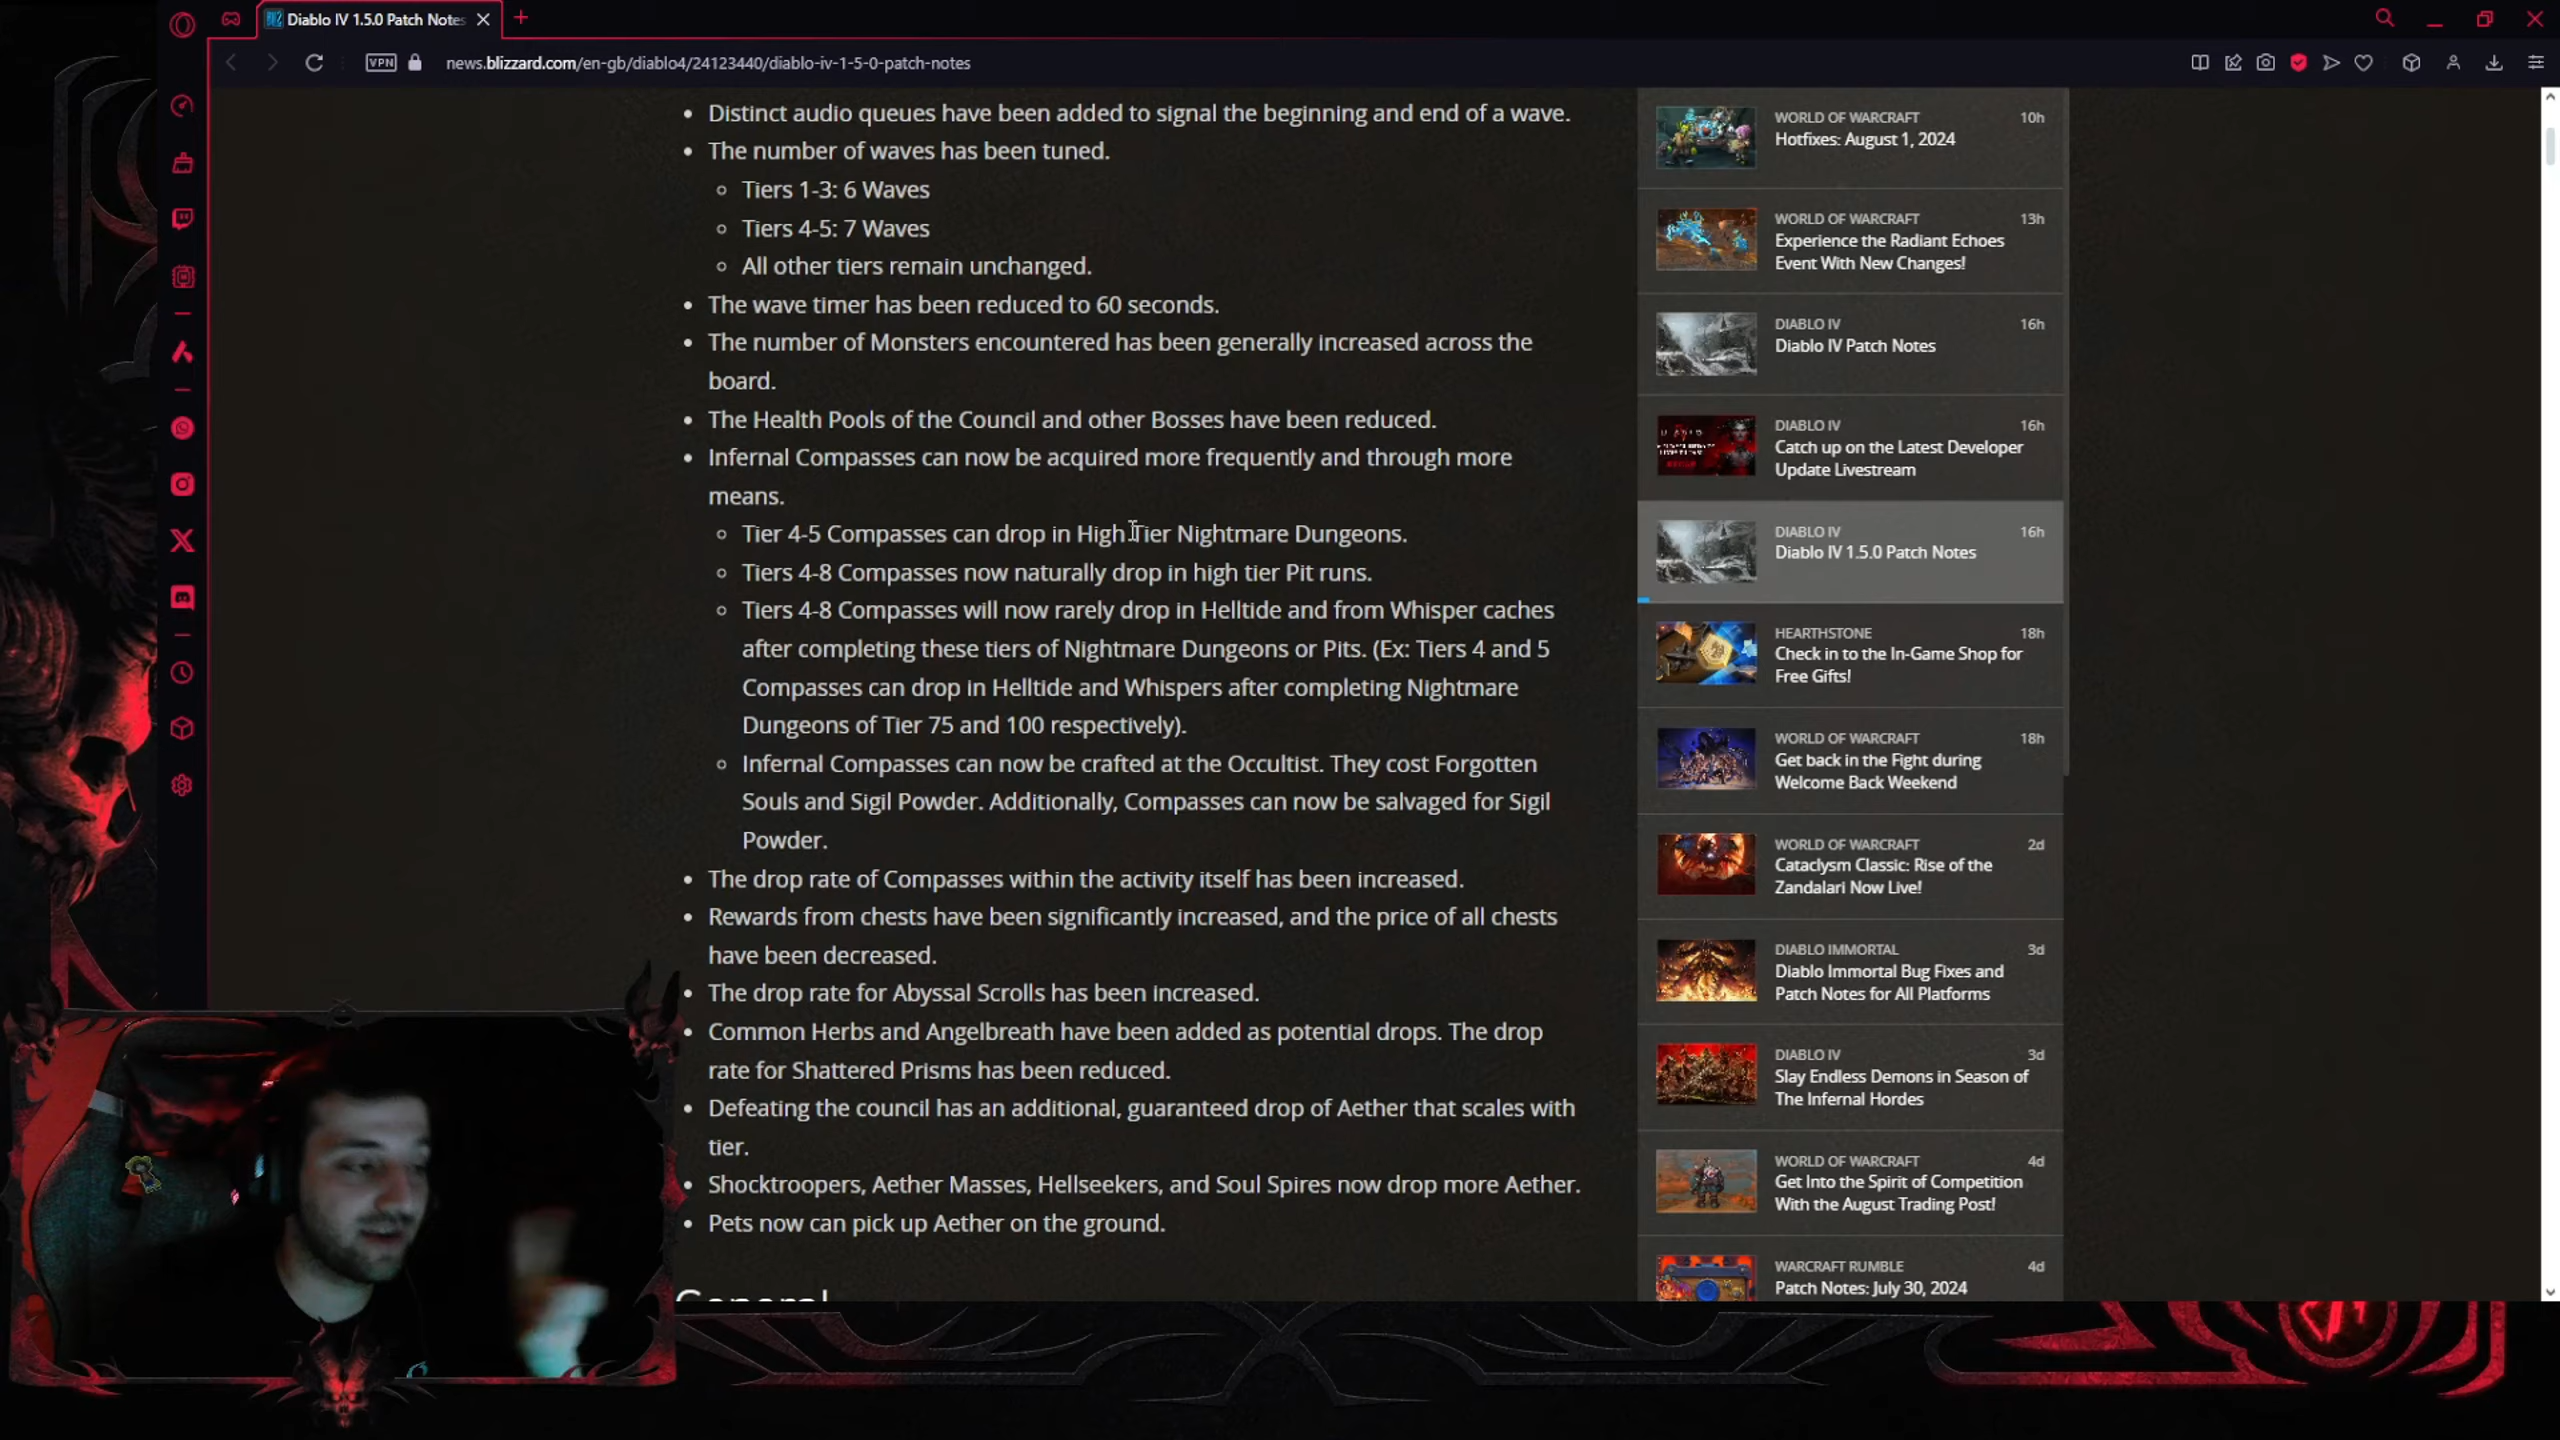 Diablo IV 1.5.0 Patch Notes
VPN
news.blizzard.com/en-gb/diablo4/24123440/diablo-iv-1-5-0-patch-notes
Distinct audio queues have been added to signal the beginning and end of a wave.
The number of waves has been tuned.
Tiers 1-3: 6 Waves
Tiers 4-5: 7 Waves
All other tiers remain unchanged.
The wave timer has been reduced to 60 seconds.
The number of Monsters encountered has been generally increased across the
board.
The Health Pools of the Council and other Bosses have been reduced.
Infernal Compasses can now be acquired more frequently and through more
means.
Tier 4-5 Compasses can drop in High Tier Nightmare Dungeons.
Tiers 4-8 Compasses now naturally drop in high tier Pit runs.
Tiers 4-8 Compasses will now rarely drop in Helltide and from Whisper caches
after completing these tiers of Nightmare Dungeons or Pits. (Ex: Tiers 4 and 5
Compasses can drop in Helltide and Whispers after completing Nightmare
Dungeons of Tier 75 and 100 respectively).
Infernal Compasses can now be crafted at the Occultist. They cost Forgotten
Souls and Sigil Powder. Additionally, Compasses can now be salvaged for Sigil
Powder.
The drop rate of Compasses within the activity itself has been increased.
Rewards from chests have been significantly increased, and the price of all chests
have been decreased.
The drop rate for Abyssal Scrolls has been increased.
Common Herbs and Angelbreath have been added as potential drops. The drop
rate for Shattered Prisms has been reduced.
Defeating the council has an additional, guaranteed drop of Aether that scales with
tier.
Shocktroopers, Aether Masses, Hellseekers, and Soul Spires now drop more Aether.
Pets now can pick up Aether on the ground.
General
WORLD OF WARCRAFT 10h
Hotfixes: August 1, 2024
WORLD OF WARCRAFT 13h
Experience the Radiant Echoes
Event With New Changes!
DIABLO IV 16h
Diablo IV Patch Notes
DIABLO IV 16h
Catch up on the Latest Developer
Update Livestream
DIABLO IV 16h
Diablo IV 1.5.0 Patch Notes
HEARTHSTONE 18h
Check in to the In-Game Shop for
Free Gifts!
WORLD OF WARCRAFT 18h
Get back in the Fight during
Welcome Back Weekend
WORLD OF WARCRAFT 2d
Cataclysm Classic: Rise of the
Zandalari Now Live!
DIABLO IMMORTAL 3d
Diablo Immortal Bug Fixes and
Patch Notes for All Platforms
DIABLO IV 3d
Slay Endless Demons in Season of
The Infernal Hordes
WORLD OF WARCRAFT 4d
Get Into the Spirit of Competition
With the August Trading Post!
WARCRAFT RUMBLE 4d
Patch Notes: July 30, 2024